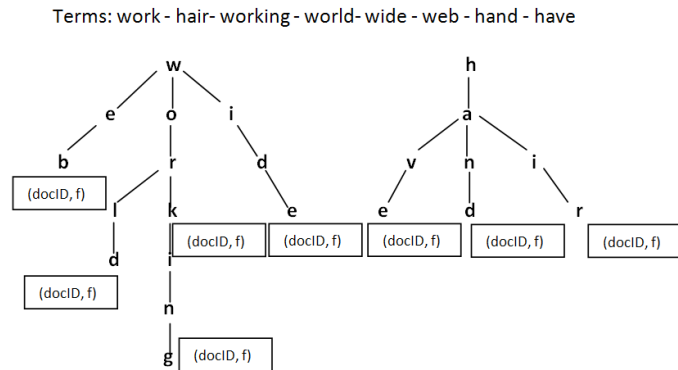 Terms: work - hair- working - world- wide - web - hand - have
w h
e o i a
b r d v n i
(docID, f) l k e e d r
(docID, f) (docID, f) (docID, f) (docID, f) (docID, f)
d i
(docID, f)
n
g (docID, f)